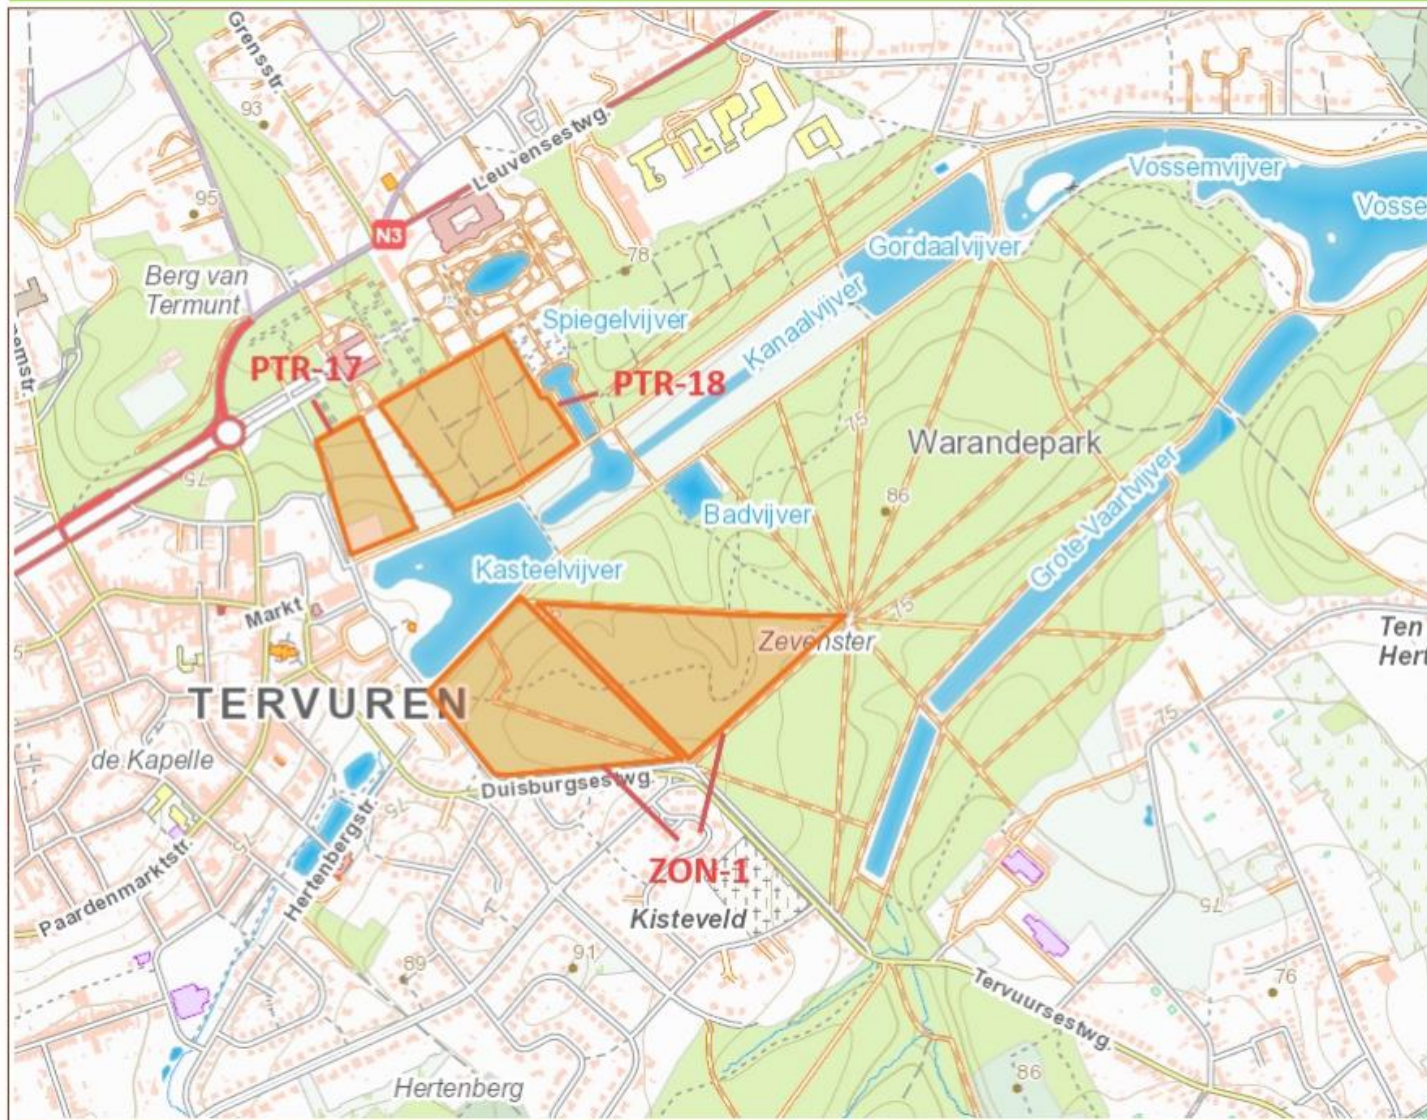 Grensstr.
93
Leuvensestwg.
Vossemvijver
95
Vosse
N3
78
Gordaalvijver
Berg van
Termunt
Spiegelvijver
Kanaalvijver
emstr.
PTR-17
PTR-18
75
Warandepark
75
86
Badvijver
Grote-Vaartvijver
Kasteelvijver
Markt
75
Zevenster
Ten
Hert
TERVUREN
75
de Kapelle
Duisburgsestwg.
75
Hertenbergstr.
ZON-1
Paardenmarktstr.
Kisteveld
75
91
89
76
Tervuursestwg.
86
Hertenberg